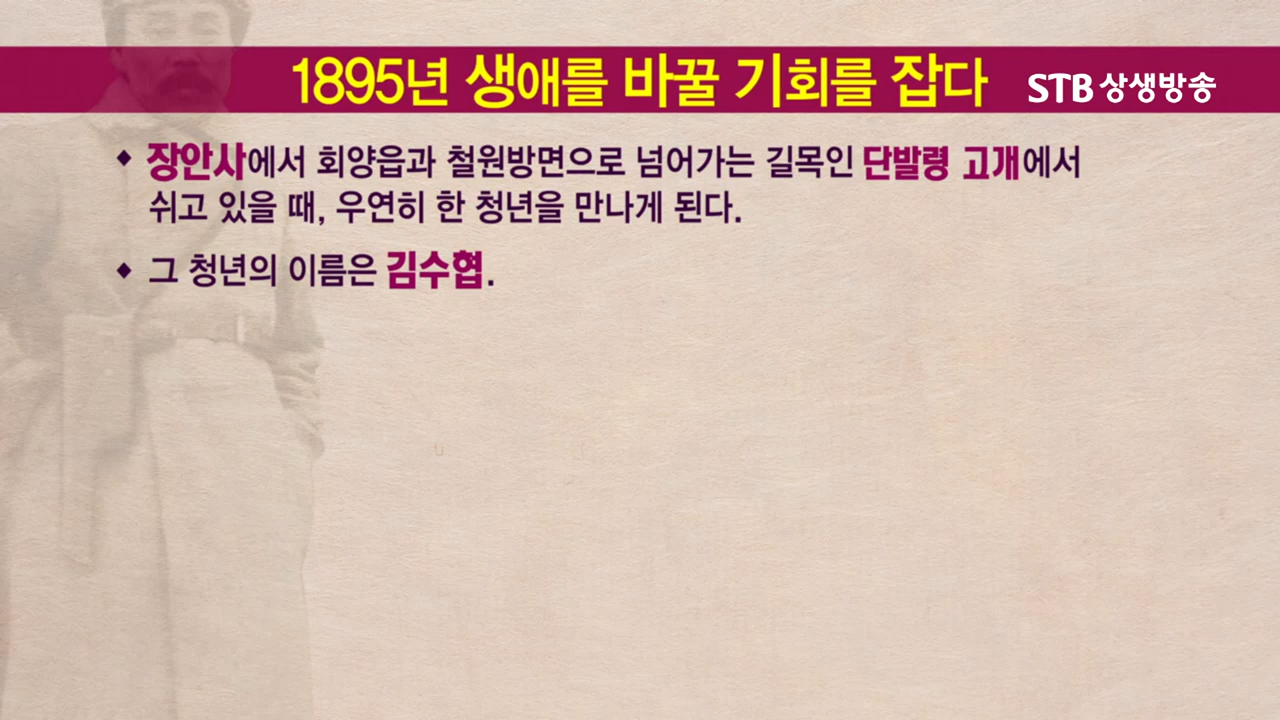 1895년 생애를 바꿀 기회를 잡다
STB 상생방송
◆ 장안사에서 회양읍과 철원방면으로 넘어가는 길목인 단발령 고개에서
쉬고 있을 때, 우연히 한 청년을 만나게 된다.
◆ 그 청년의 이름은 김수협.